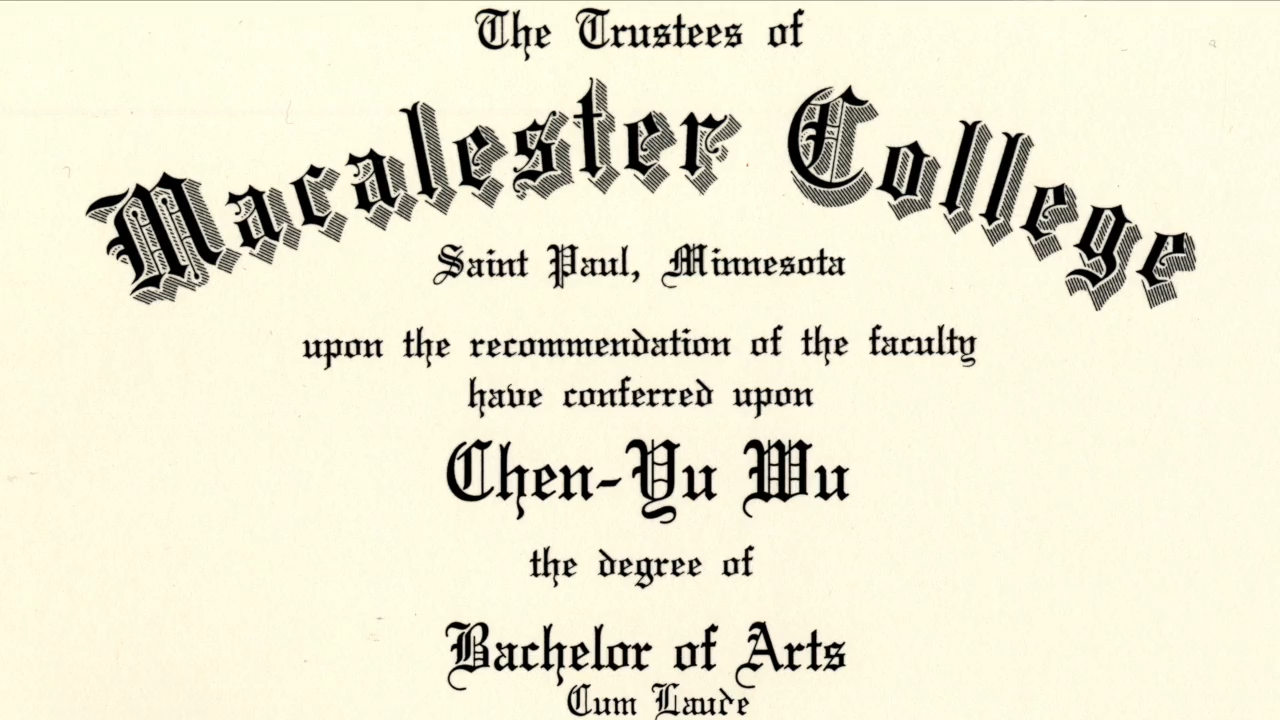 The Trustees of
Macalester College
Saint Paul, Minnesota
upon the recommendation of the faculty
have conferred upon
Chen-Yu Wu
the degree of
Bachelor of Arts
Cum Laude